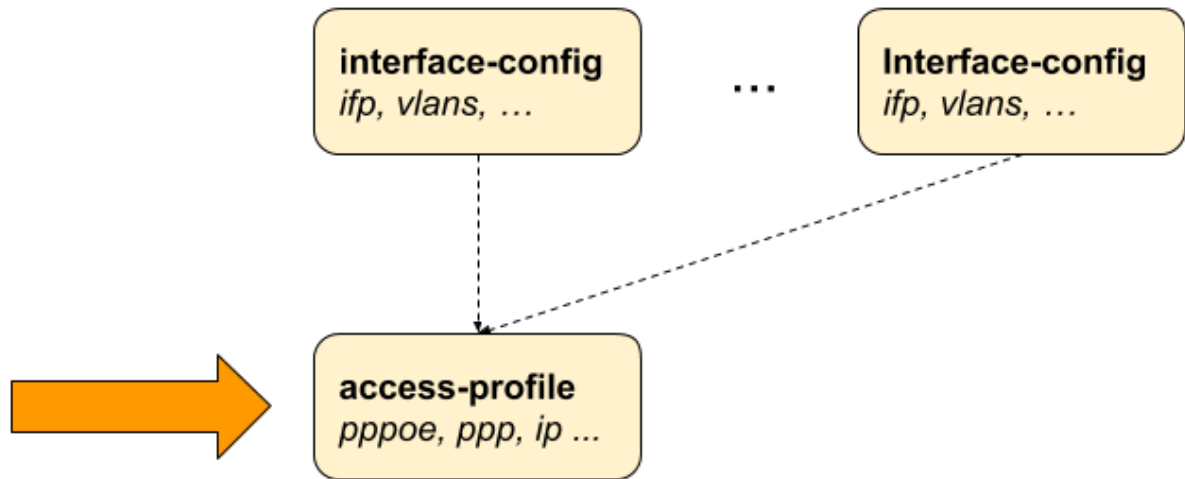 interface-config
ifp, vlans, …
...
Interface-config
ifp, vlans, …
access-profile
pppoe, ppp, ip ...